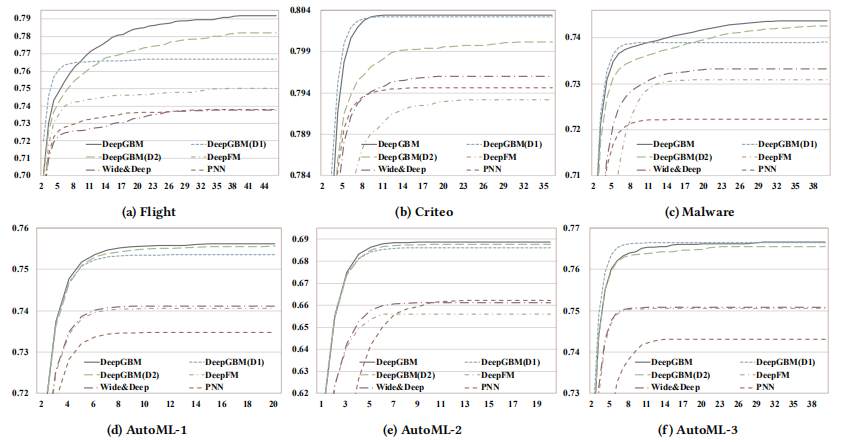 0.79
0.78
0.77
0.76
0.75
0.74
0.73
0.72
0.71
0.70
DeepGBM DeepGBM(D1)
DeepGBM(D2) DeepFM
Wide&Deep PNN
2 5 8 11 14 17 20 23 26 29 32 35 38 41 44
(a) Flight
0.804
0.799
0.794
0.789
0.784
DeepGBM DeepGBM(D1)
DeepGBM(D2) DeepFM
Wide&Deep PNN
2 5 8 11 14 17 20 23 26 29 32 35
(b) Criteo
0.74
0.73
0.72
0.71
DeepGBM DeepGBM(D1)
DeepGBM(D2) DeepFM
Wide&Deep PNN
2 5 8 11 14 17 20 23 26 29 32 35 38
(c) Malware
0.76
0.75
0.74
0.73
0.72
DeepGBM DeepGBM(D1)
DeepGBM(D2) DeepFM
Wide&Deep PNN
2 4 6 8 10 12 14 16 18 20
(d) AutoML-1
0.69
0.68
0.67
0.66
0.65
0.64
0.63
0.62
DeepGBM DeepGBM(D1)
DeepGBM(D2) DeepFM
Wide&Deep PNN
1 3 5 7 9 11 13 15 17 19
(e) AutoML-2
0.77
0.76
0.75
0.74
0.73
DeepGBM DeepGBM(D1)
DeepGBM(D2) DeepFM
Wide&Deep PNN
2 5 8 11 14 17 20 23 26 29 32 35 38
(f) AutoML-3